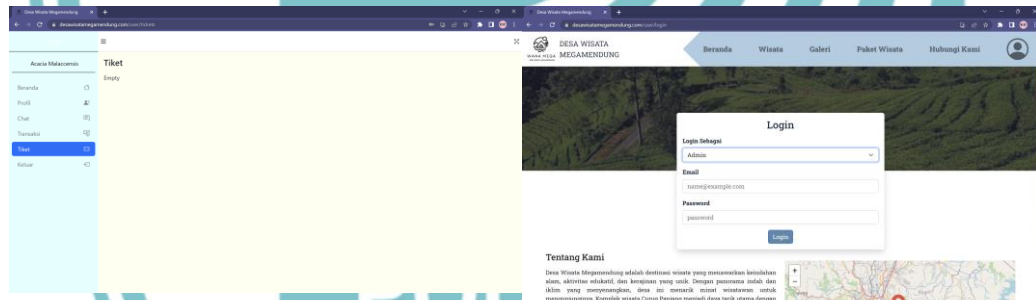 Desa Wisata Megamendung
desawisatamegamendung.com/user/tickets
Acacia Malaccensis
Beranda
Profil
Chat
Transaksi
Tiket
Keluar
Tiket
Empty
Desa Wisata Megamendung
desawisatamegamendung.com/user/login
DESA WISATA
MEGAMENDUNG
Beranda
Wisata
Galeri
Paket Wisata
Hubungi Kami
Login
Login Sebagai
Admin
Email
name@example.com
Password
password
Login
Tentang Kami
Desa Wisata Megamendung adalah destinasi wisata yang menawarkan keindahan
alam, aktivitas edukatif, dan kerajinan yang unik. Dengan panorama indah dan
iklim yang menyenangkan, desa ini menarik minat wisatawan untuk